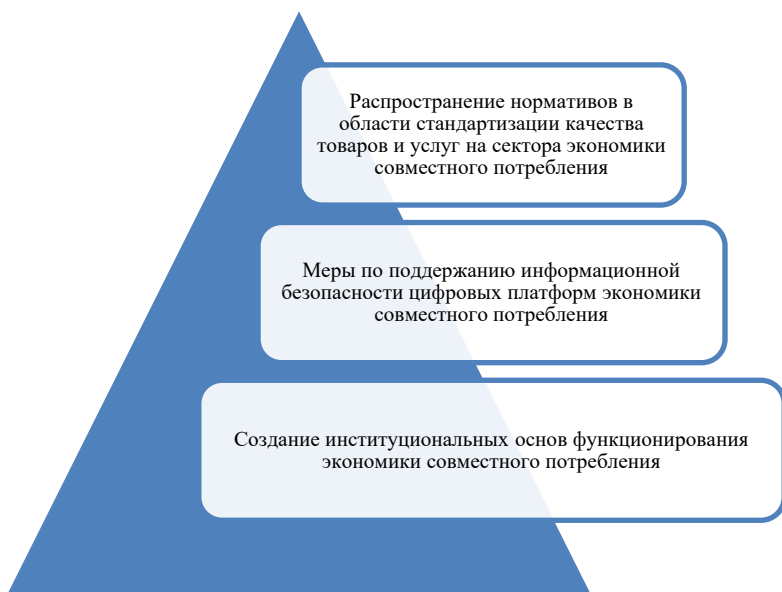 Распространение нормативов в
области стандартизации качества
товаров и услуг на сектора экономики
совместного потребления
Меры по поддержанию информационной
безопасности цифровых платформ экономики
совместного потребления
Создание институциональных основ функционирования
экономики совместного потребления